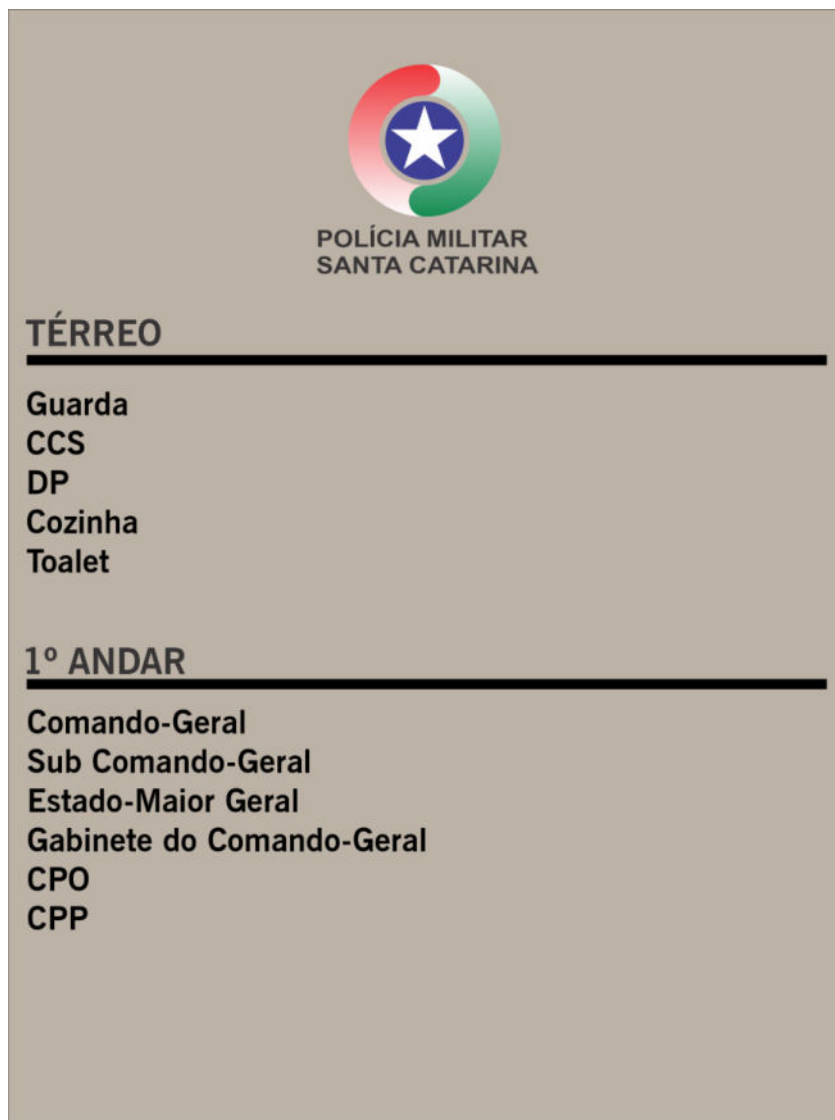 POLÍCIA MILITAR
SANTA CATARINA
TÉRREO
Guarda
CCS
DP
Cozinha
Toalet
1º ANDAR
Comando-Geral
Sub Comando-Geral
Estado-Maior Geral
Gabinete do Comando-Geral
CPO
CPP